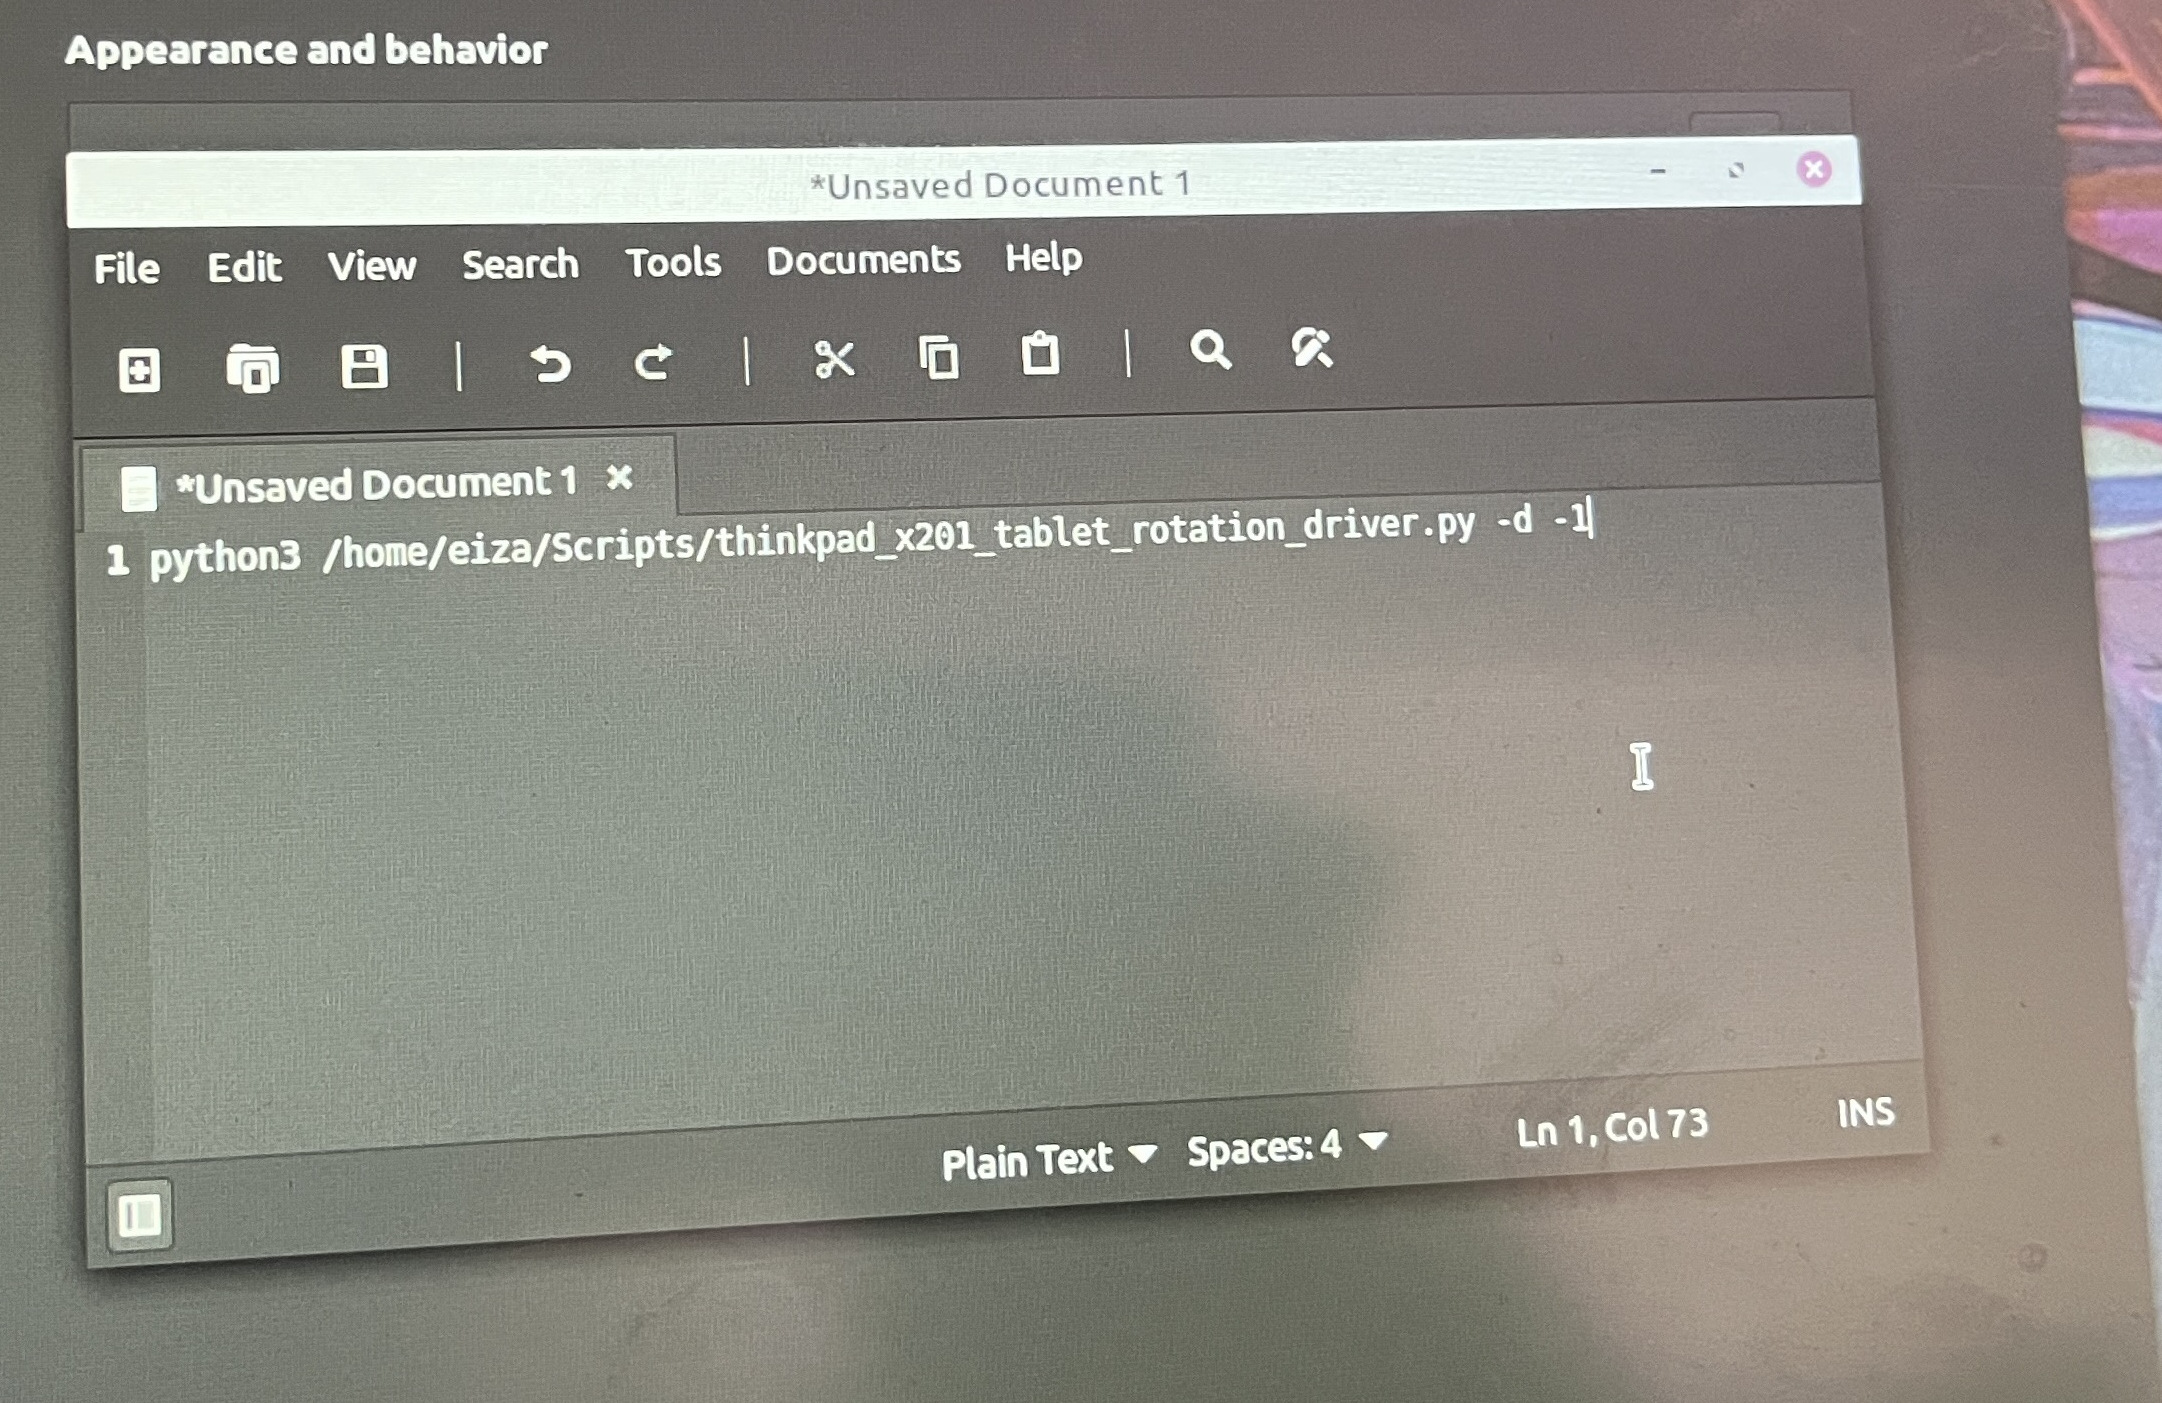 Appearance and behavior
*Unsaved Document 1
File Edit View Search Tools Documents Help
*Unsaved Document 1
1 python3 /home/eiza/Scripts/thinkpad_x201_tablet_rotation_driver.py -d -1
Plain Text Spaces: 4 Ln 1, Col 73 INS